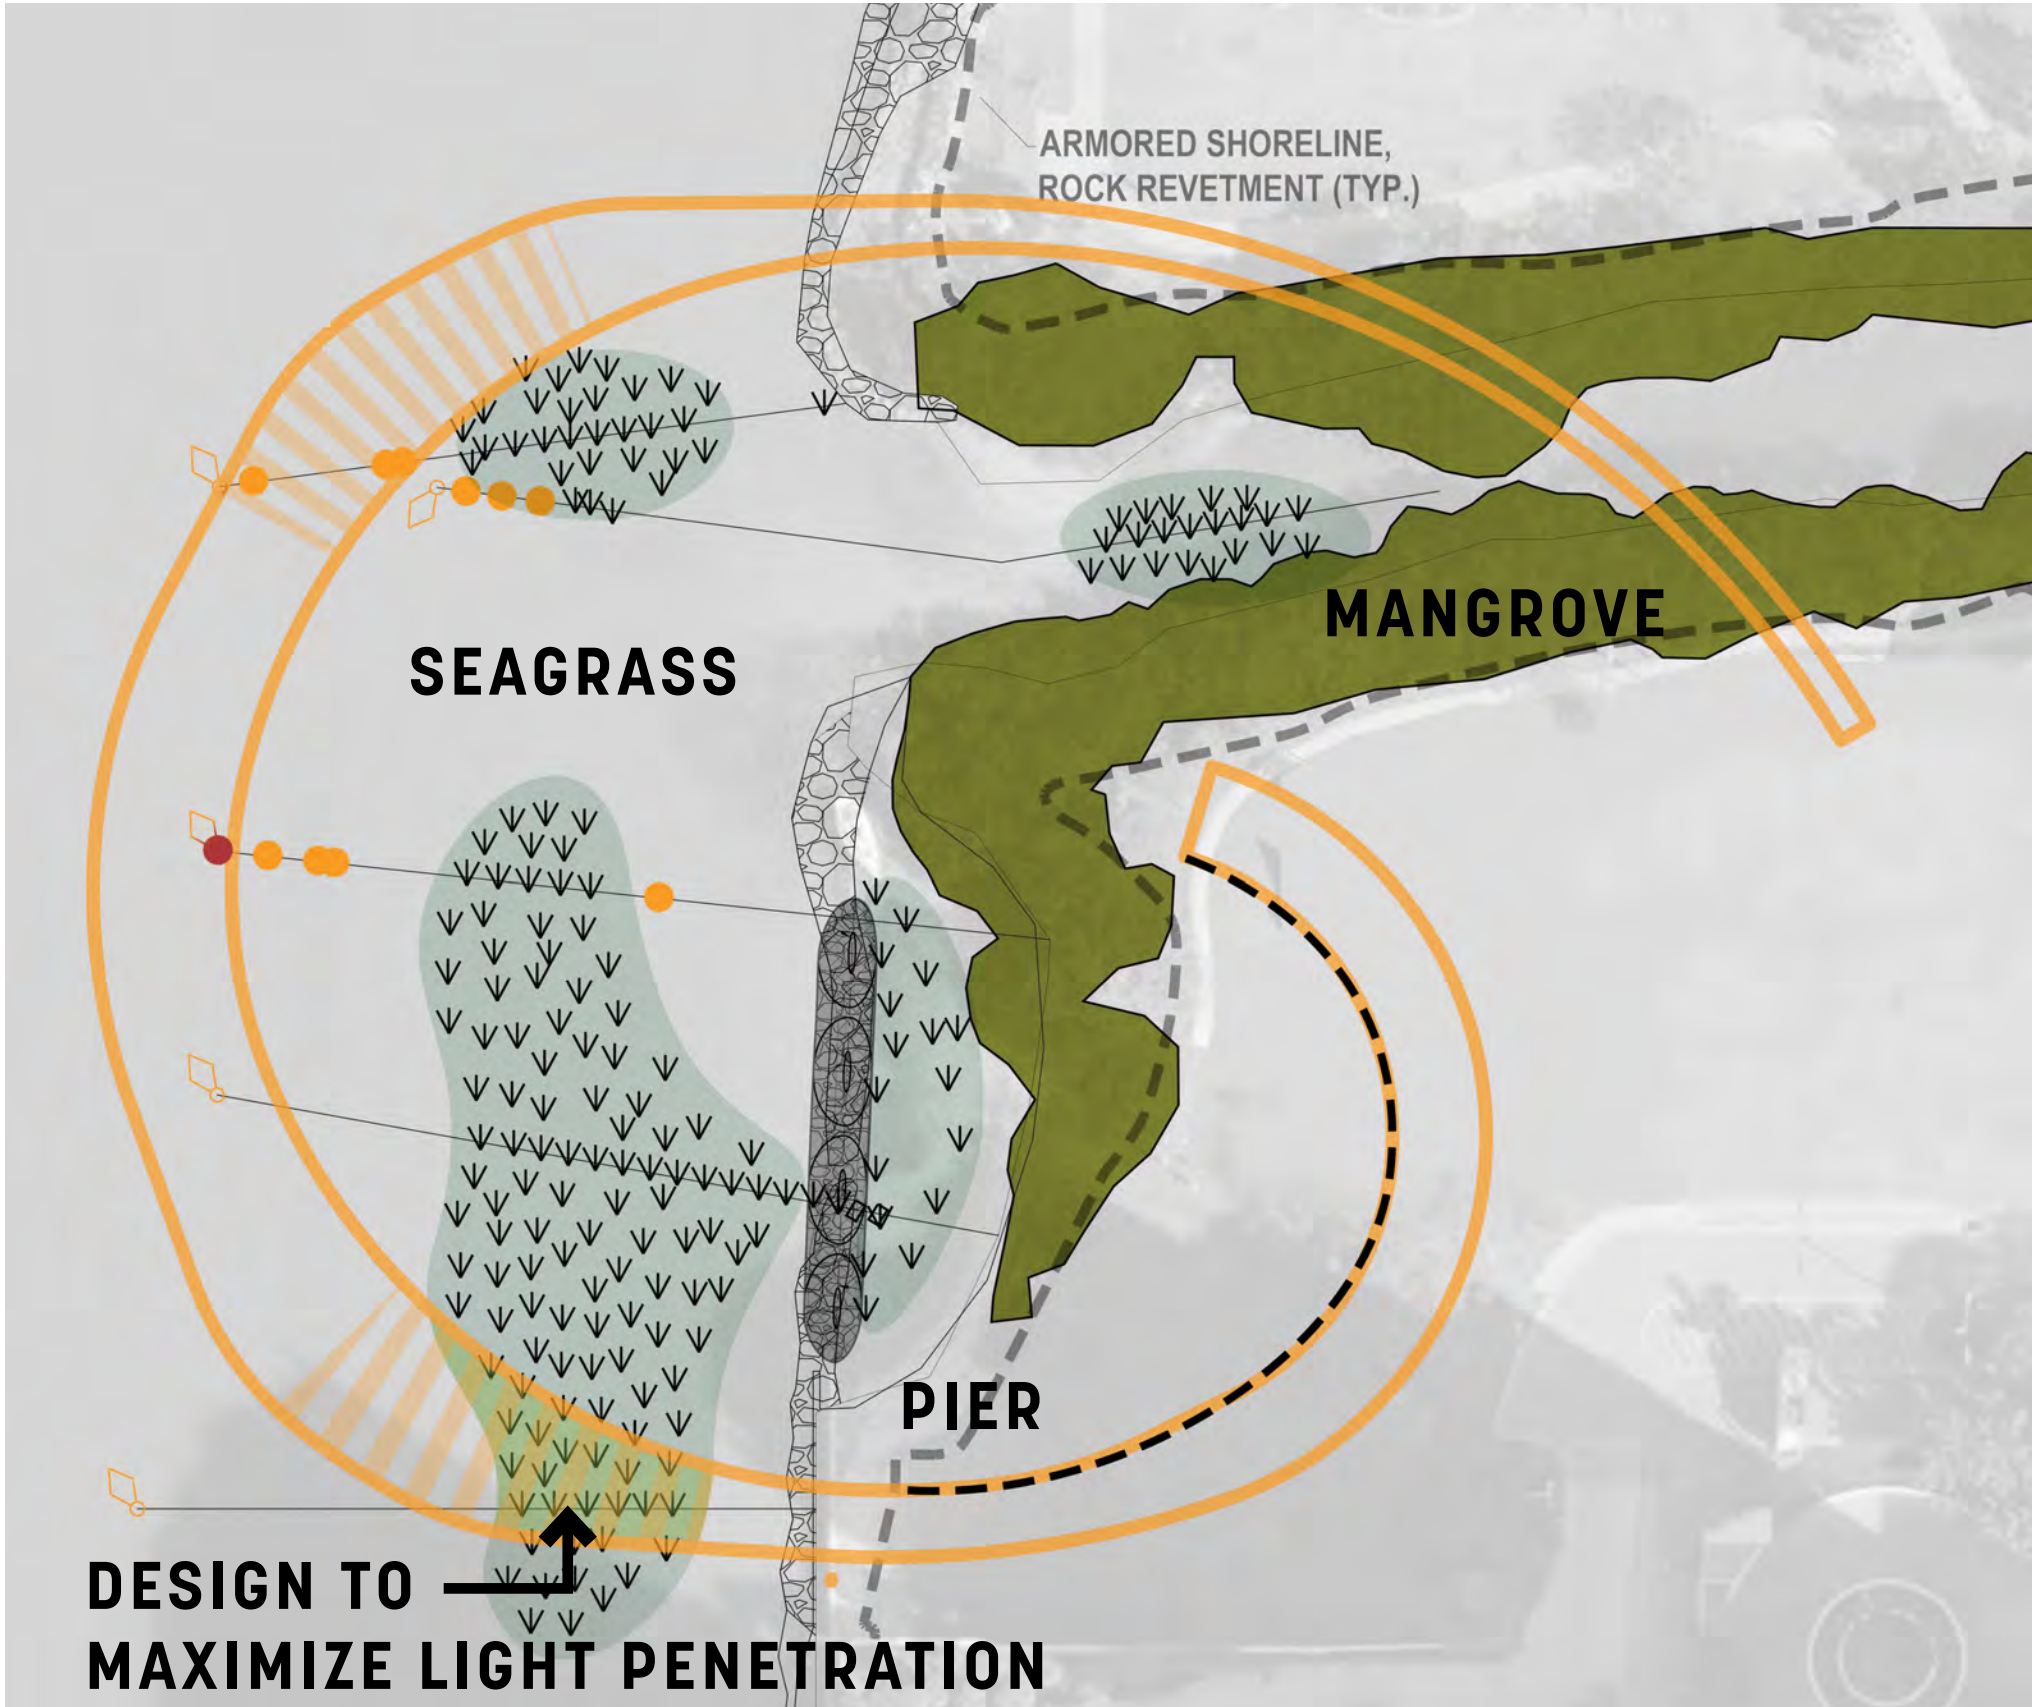 ARMORED SHORELINE,
ROCK REVETMENT (TYP.)
MANGROVE
SEAGRASS
PIER
DESIGN TO
MAXIMIZE LIGHT PENETRATION